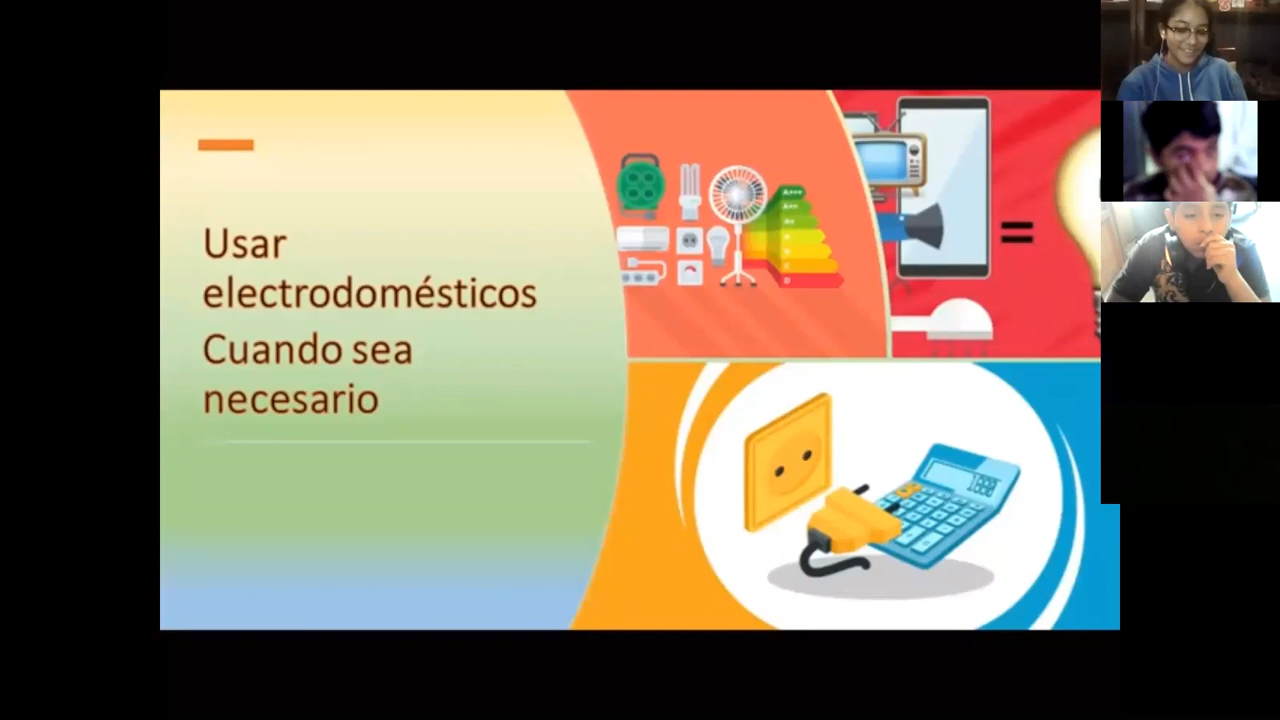 Usar
electrodomésticos
Cuando sea
necesario
A+++
A++
A+
=